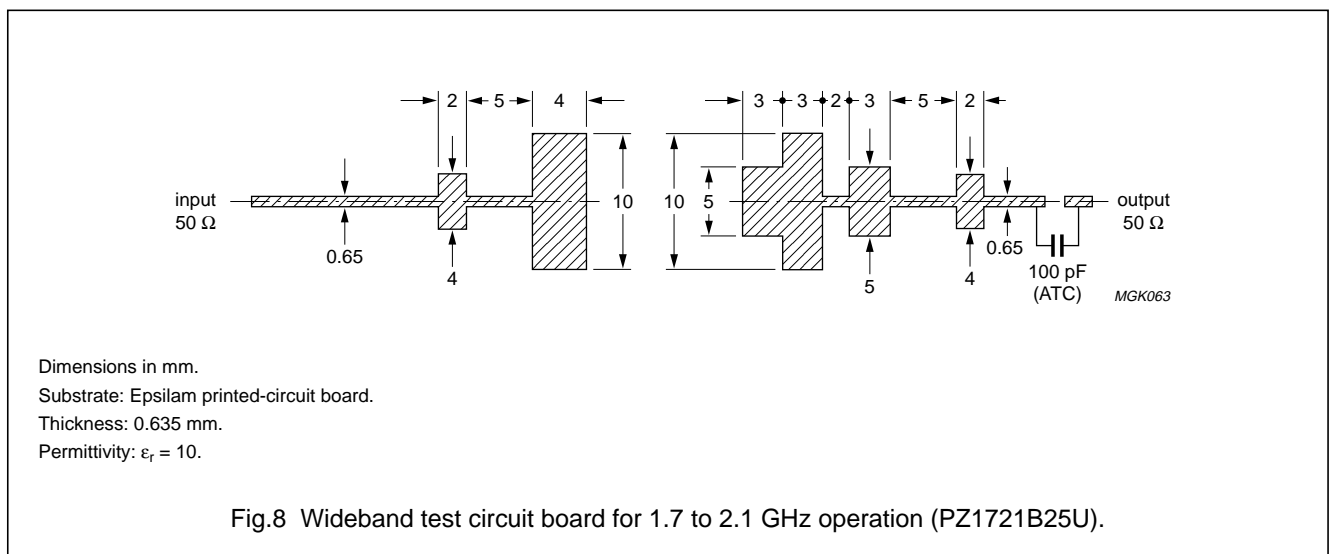 2 5 4 3 3 2 3 5 2
input
50 Ω
0.65
4
10
10
5
5
4
0.65
output
50 Ω
100 pF
(ATC)
MGK063
Dimensions in mm.
Substrate: Epsilam printed-circuit board.
Thickness: 0.635 mm.
Permittivity: εr = 10.
Fig.8 Wideband test circuit board for 1.7 to 2.1 GHz operation (PZ1721B25U).